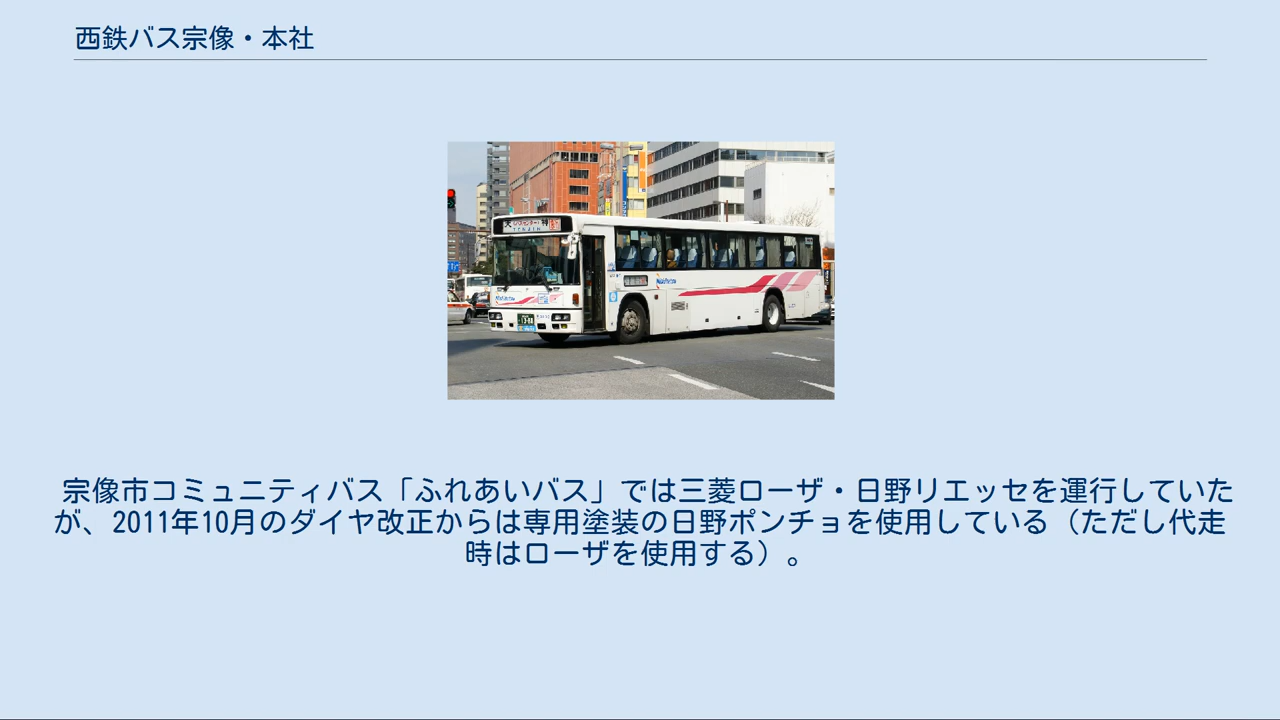 西鉄バス宗像・本社
天 神
TENJIN
Nishitetsu
宗像市コミュニティバス「ふれあいバス」では三菱ローザ・日野リエッセを運行していた
が、2011年10月のダイヤ改正からは専用塗装の日野ポンチョを使用している（ただし代走
時はローザを使用する）。